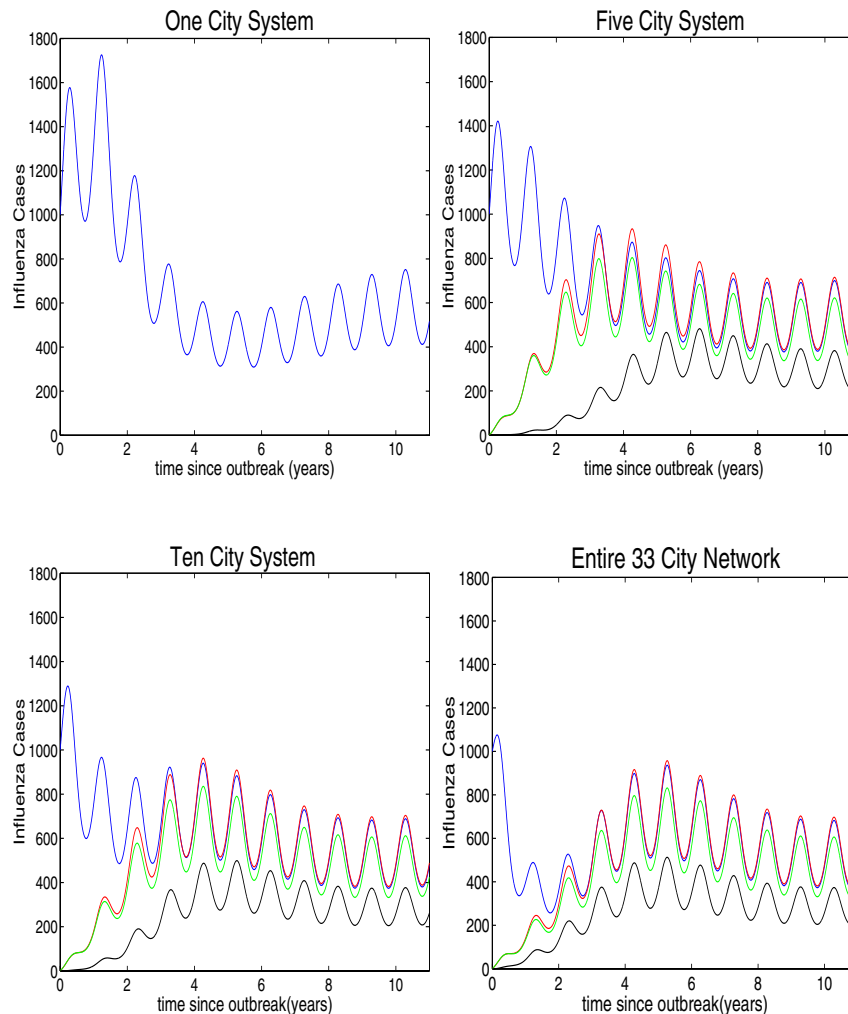 One City System
1800
1600
1400
1200
1000
800
600
400
200
0
Influenza Cases
0 2 4 6 8 10
time since outbreak (years)
Five City System
1800
1600
1400
1200
1000
800
600
400
200
0
Influenza Cases
0 2 4 6 8 10
time since outbreak (years)
Ten City System
1800
1600
1400
1200
1000
800
600
400
200
0
Influenza Cases
0 2 4 6 8 10
time since outbreak(years)
Entire 33 City Network
1800
1600
1400
1200
1000
800
600
400
200
0
Influenza Cases
0 2 4 6 8 10
time since outbreak(years)